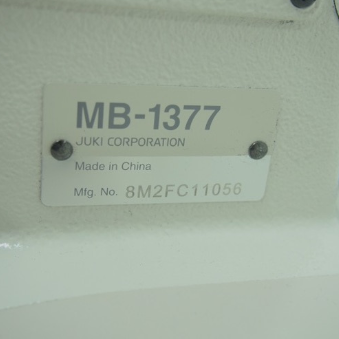 MB-1377
JUKI CORPORATION
Made in China
Mfg. No. 8M2FC11056